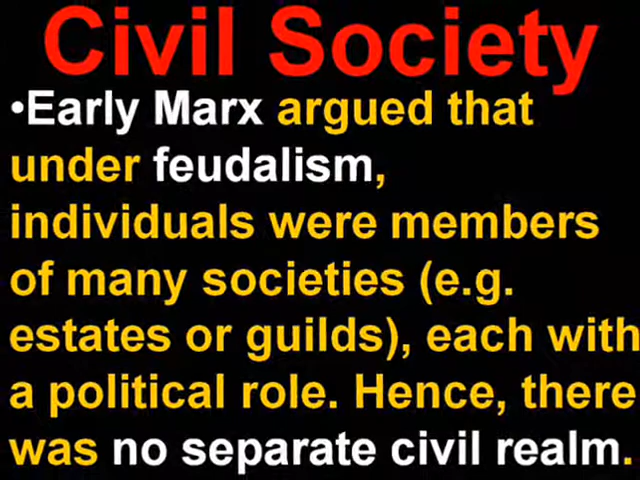 Civil Society
•Early Marx argued that
under feudalism,
individuals were members
of many societies (e.g.
estates or guilds), each with
a political role. Hence, there
was no separate civil realm.